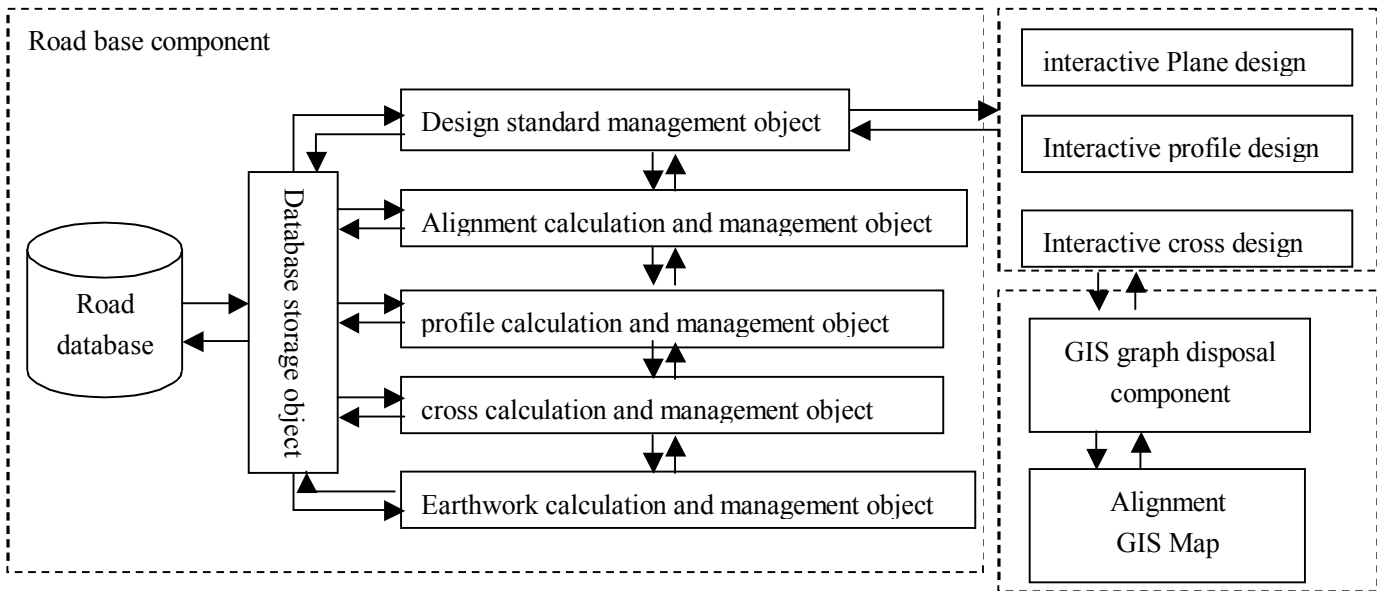 Road base component
Design standard management object
Alignment calculation and management object
profile calculation and management object
cross calculation and management object
Earthwork calculation and management object
Database storage object
Road
database
interactive Plane design
Interactive profile design
Interactive cross design
GIS graph disposal
component
Alignment
GIS Map